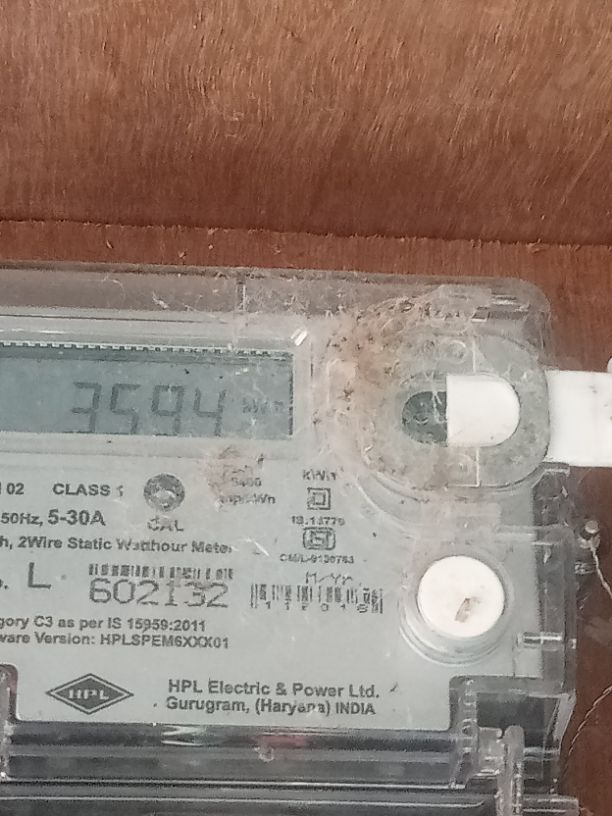 3594
02 CLASS 1
50Hz, 5-30A
CAL
kWh
h, 2Wire Static Watthour Meter
L
602132
M/Yr.
gory C3 as per IS 15959:2011
ware Version: HPLSPEM6XXX01
HPL
HPL Electric & Power Ltd.
Gurugram, (Haryana) INDIA